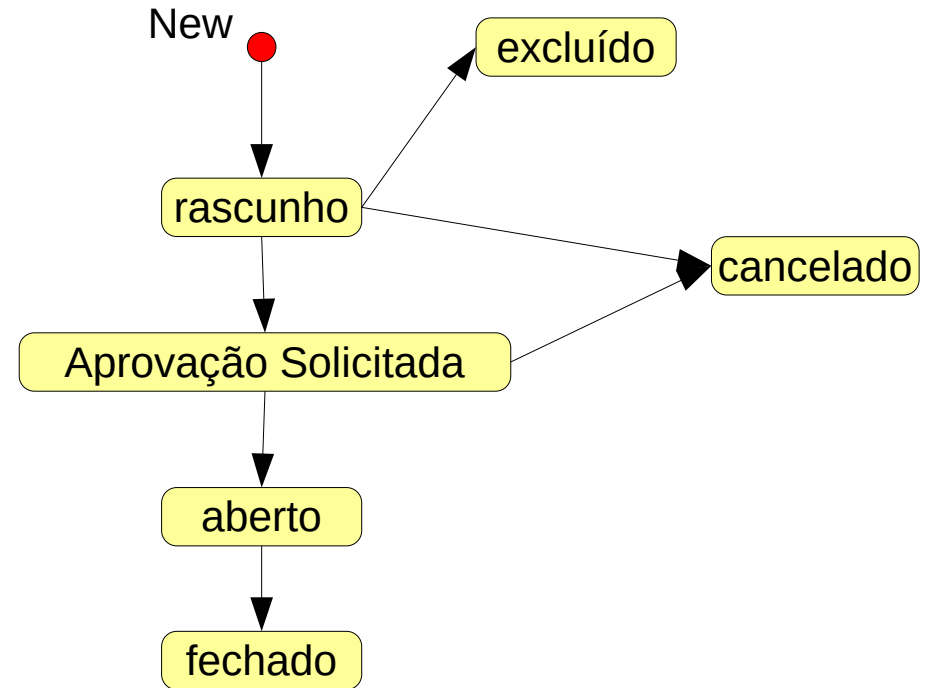 New
excluído
rascunho
cancelado
Aprovação Solicitada
aberto
fechado